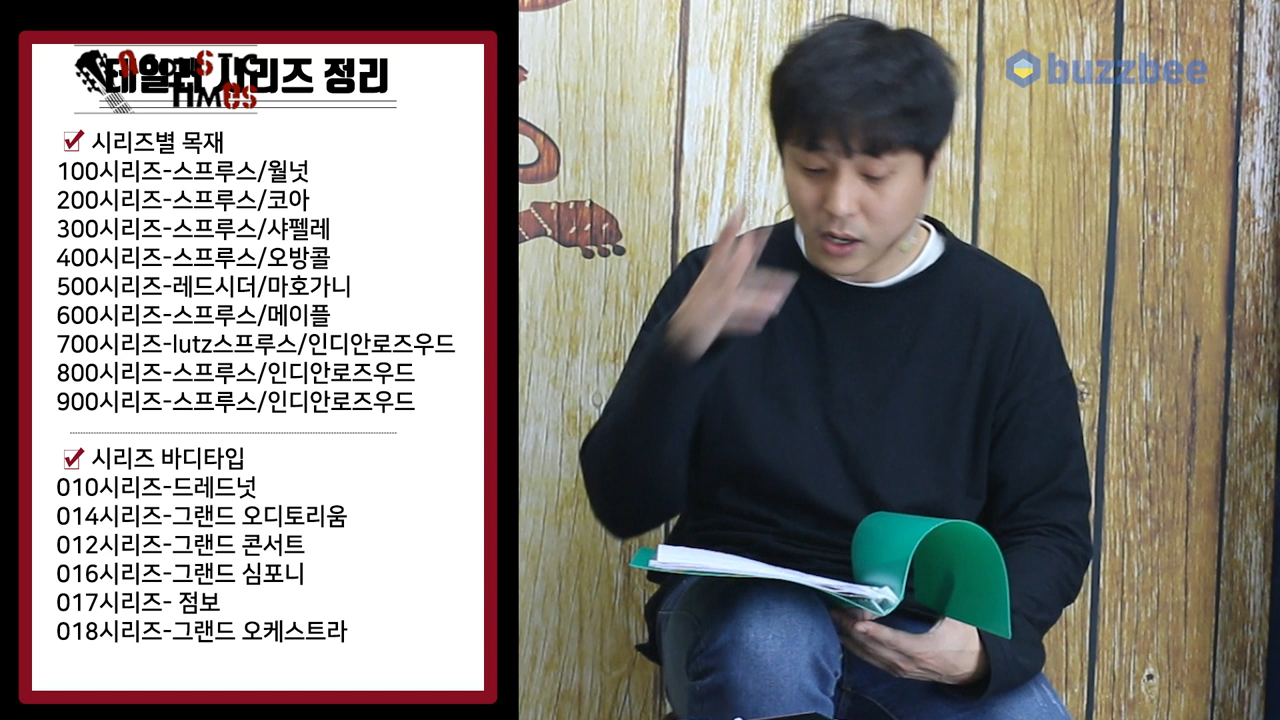 테일러 시리즈 정리
ACOUSTIC
TIMOS
시리즈별 목재
100시리즈-스프루스/월넛
200시리즈-스프루스/코아
300시리즈-스프루스/샤펠레
400시리즈-스프루스/오방콜
500시리즈-레드시더/마호가니
600시리즈-스프루스/메이플
700시리즈-lutz스프루스/인디안로즈우드
800시리즈-스프루스/인디안로즈우드
900시리즈-스프루스/인디안로즈우드
시리즈 바디타입
010시리즈-드레드넛
014시리즈-그랜드 오디토리움
012시리즈-그랜드 콘서트
016시리즈-그랜드 심포니
017시리즈- 점보
018시리즈-그랜드 오케스트라
buzzbee